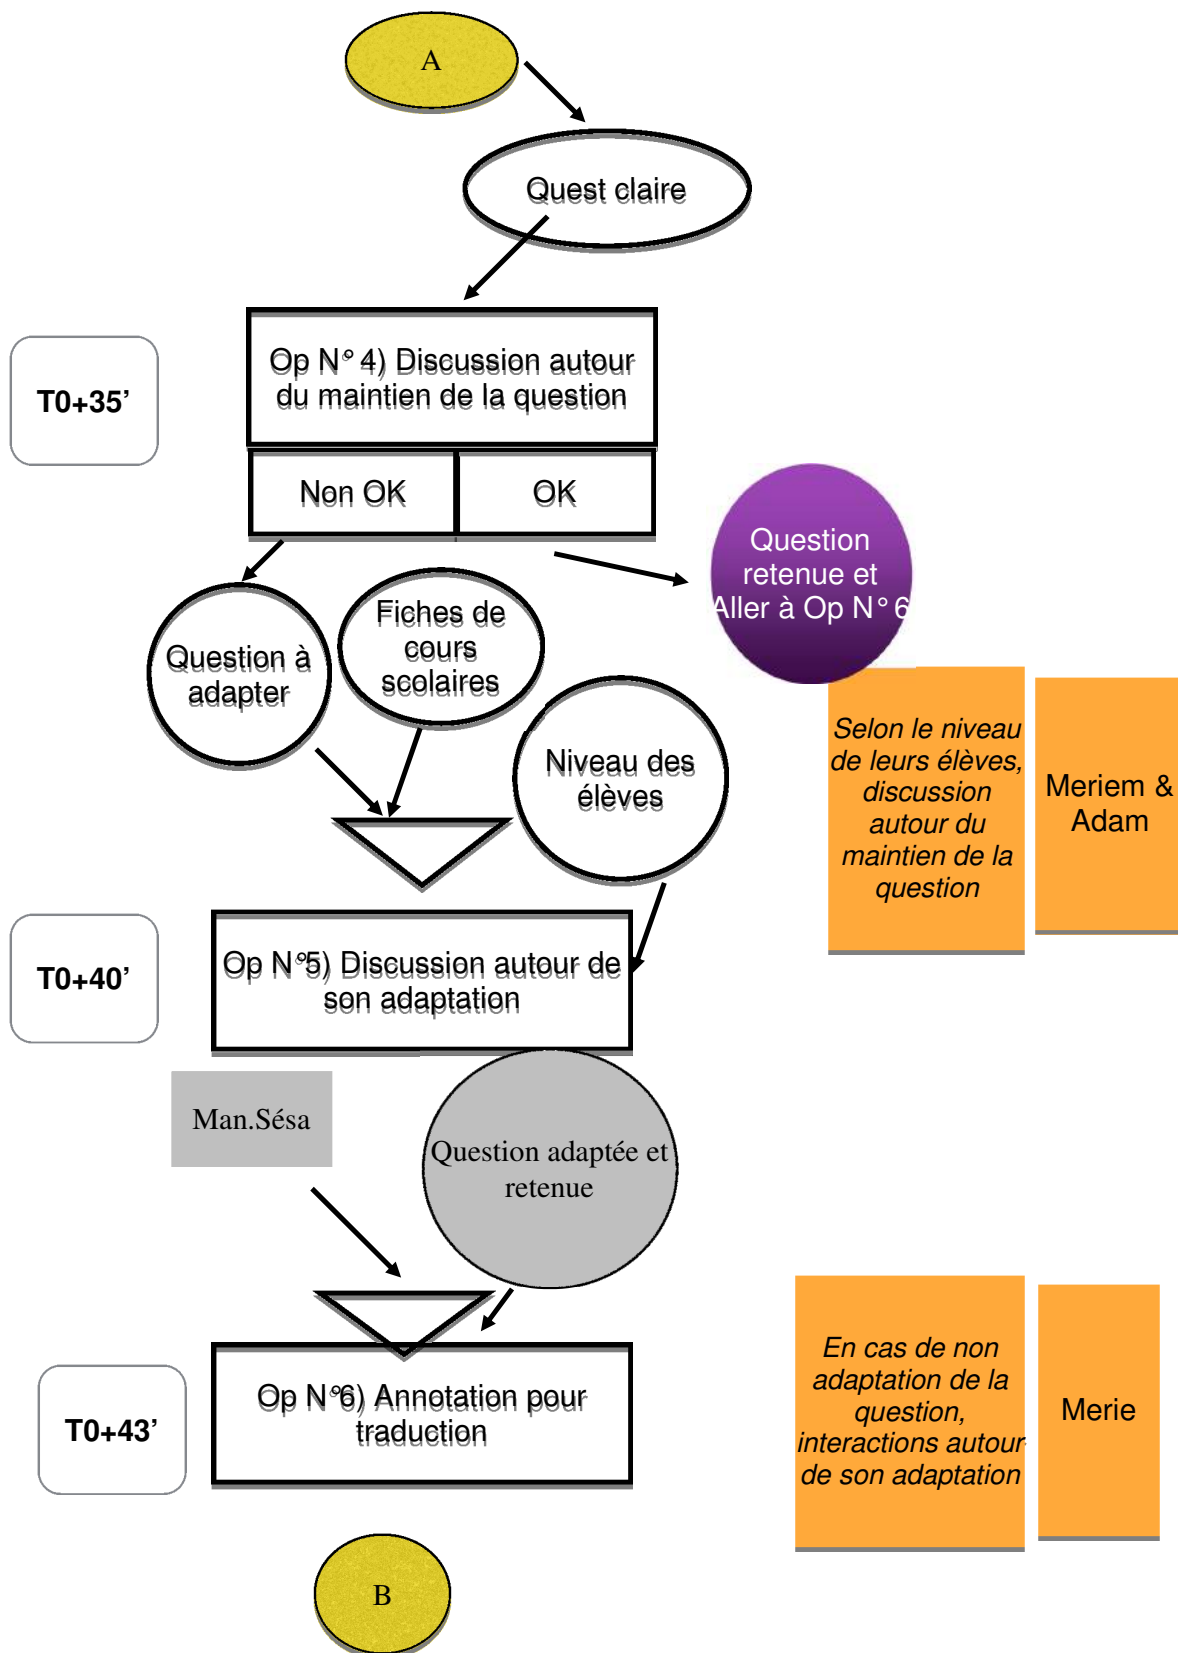 A
Quest claire
T0+35’
Op N° 4) Discussion autour
du maintien de la question
Non OK
OK
Question
retenue et
Aller à Op N° 6
Question à
adapter
Fiches de
cours
scolaires
Niveau des
élèves
Selon le niveau
de leurs élèves,
discussion
autour du
maintien de la
question
Meriem &
Adam
T0+40’
Op N°5) Discussion autour de
son adaptation
Man.Sésa
Question adaptée et
retenue
T0+43’
Op N°6) Annotation pour
traduction
En cas de non
adaptation de la
question,
interactions autour
de son adaptation
Merie
B